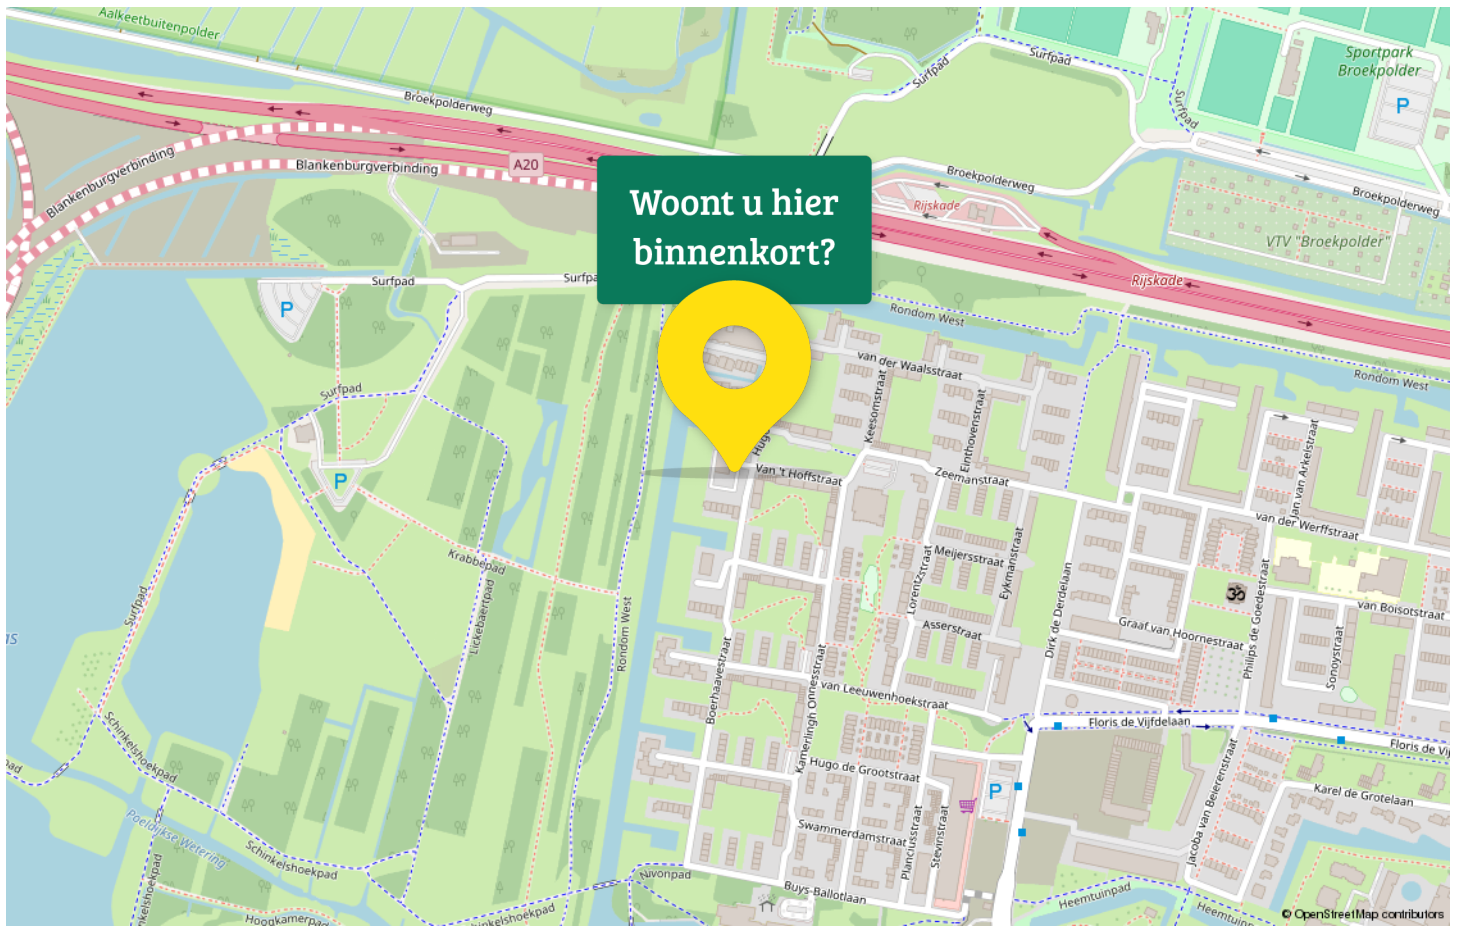 Aalkeetbuitenpolder
Broekpolderweg
Surfpad
Surfpad
Surfpad
Sportpark
Broekpolder
P
Blankenburgverbinding
Blankenburgverbinding
A20
Woont u hier
binnenkort?
Broekpolderweg
Rijskade
Broekpolderweg
VTV "Broekpolder"
Rijskade
Surfpad
P
Rondom West
van der Waalsstraat
Rondom West
Surfpad
Keesomstraat
Einthovenstraat
Jan van Arkelstraat
P
Van 't Hoffstraat
Zeemanstraat
van der Werffstraat
Krabbepad
Meijersstraat
Eykmanstraat
Lorentzstraat
Surfpad
Lickebaertpad
Rondom West
Dirk de Derdelaan
Philips de Goedestraat
van Boisotstraat
Asserstraat
Graaf van Hoornestraat
Sonoystraat
Boerhaavestraat
Kamerlingh Onnesstraat
van Leeuwenhoekstraat
Floris de Vijfdelaan
Schinkelshoekpad
Hugo de Grootstraat
P
Jacoba van Beierenstraat
Karel de Grotelaan
Poeldijkse Wetering
Swammerdamstraat
Planciusstraat
Stevinstraat
Schinkelshoekpad
Nivonpad
Buys-Ballotlaan
Heemtuinpad
Hoogkamerpad
© OpenStreetMap contributors